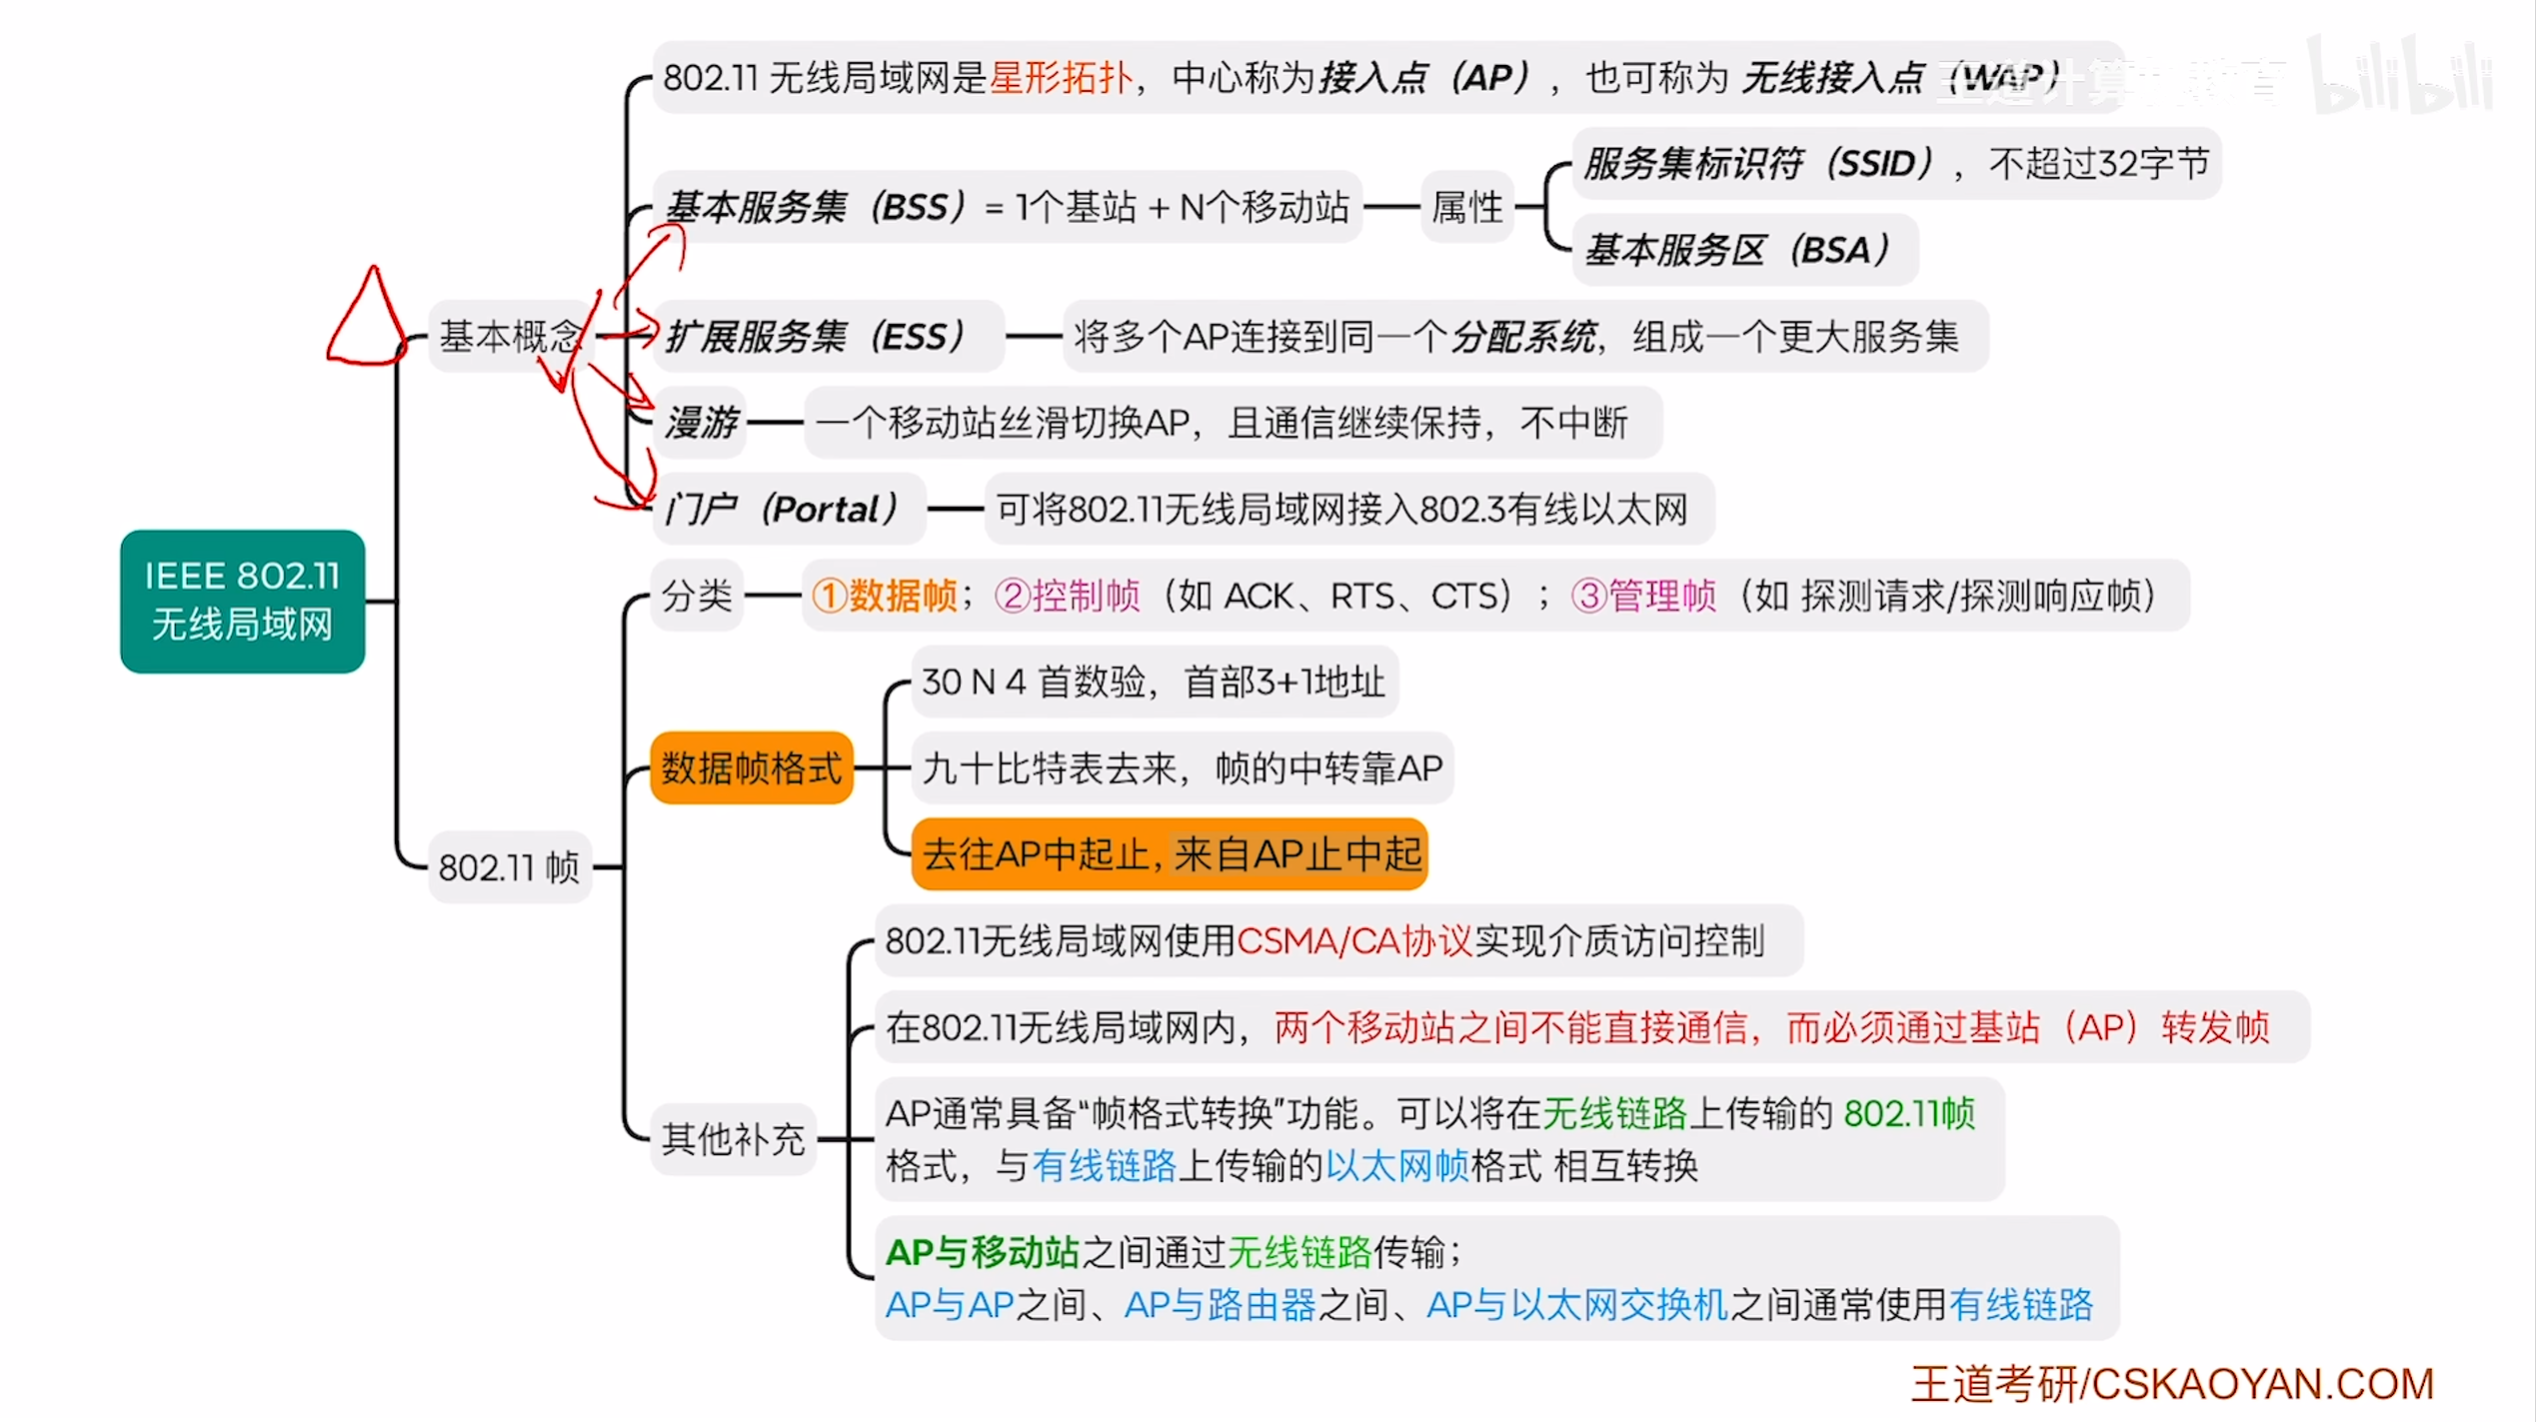 802.11 无线局域网是星形拓扑，中心称为接入点（AP），也可称为 无线接入点（WAP）
王道计算机教育 bilibili
服务集标识符（SSID），不超过32字节
基本服务集（BSS）= 1个基站 + N个移动站
属性
基本服务区（BSA）
基本概念
扩展服务集（ESS）
将多个AP连接到同一个分配系统，组成一个更大服务集
漫游
一个移动站丝滑切换AP，且通信继续保持，不中断
门户（Portal）
可将802.11无线局域网接入802.3有线以太网
IEEE 802.11
无线局域网
分类
①数据帧；②控制帧（如 ACK、RTS、CTS）；③管理帧（如 探测请求/探测响应帧）
30 N 4 首数验，首部3+1地址
数据帧格式
九十比特表去来，帧的中转靠AP
去往AP中起止, 来自AP止中起
802.11 帧
802.11无线局域网使用CSMA/CA协议实现介质访问控制
在802.11无线局域网内，两个移动站之间不能直接通信，而必须通过基站（AP）转发帧
其他补充
AP通常具备“帧格式转换”功能。可以将在无线链路上传输的 802.11帧
格式，与有线链路上传输的以太网帧格式 相互转换
AP与移动站之间通过无线链路传输；
AP与AP之间、AP与路由器之间、AP与以太网交换机之间通常使用有线链路
王道考研/CSKAOYAN.COM